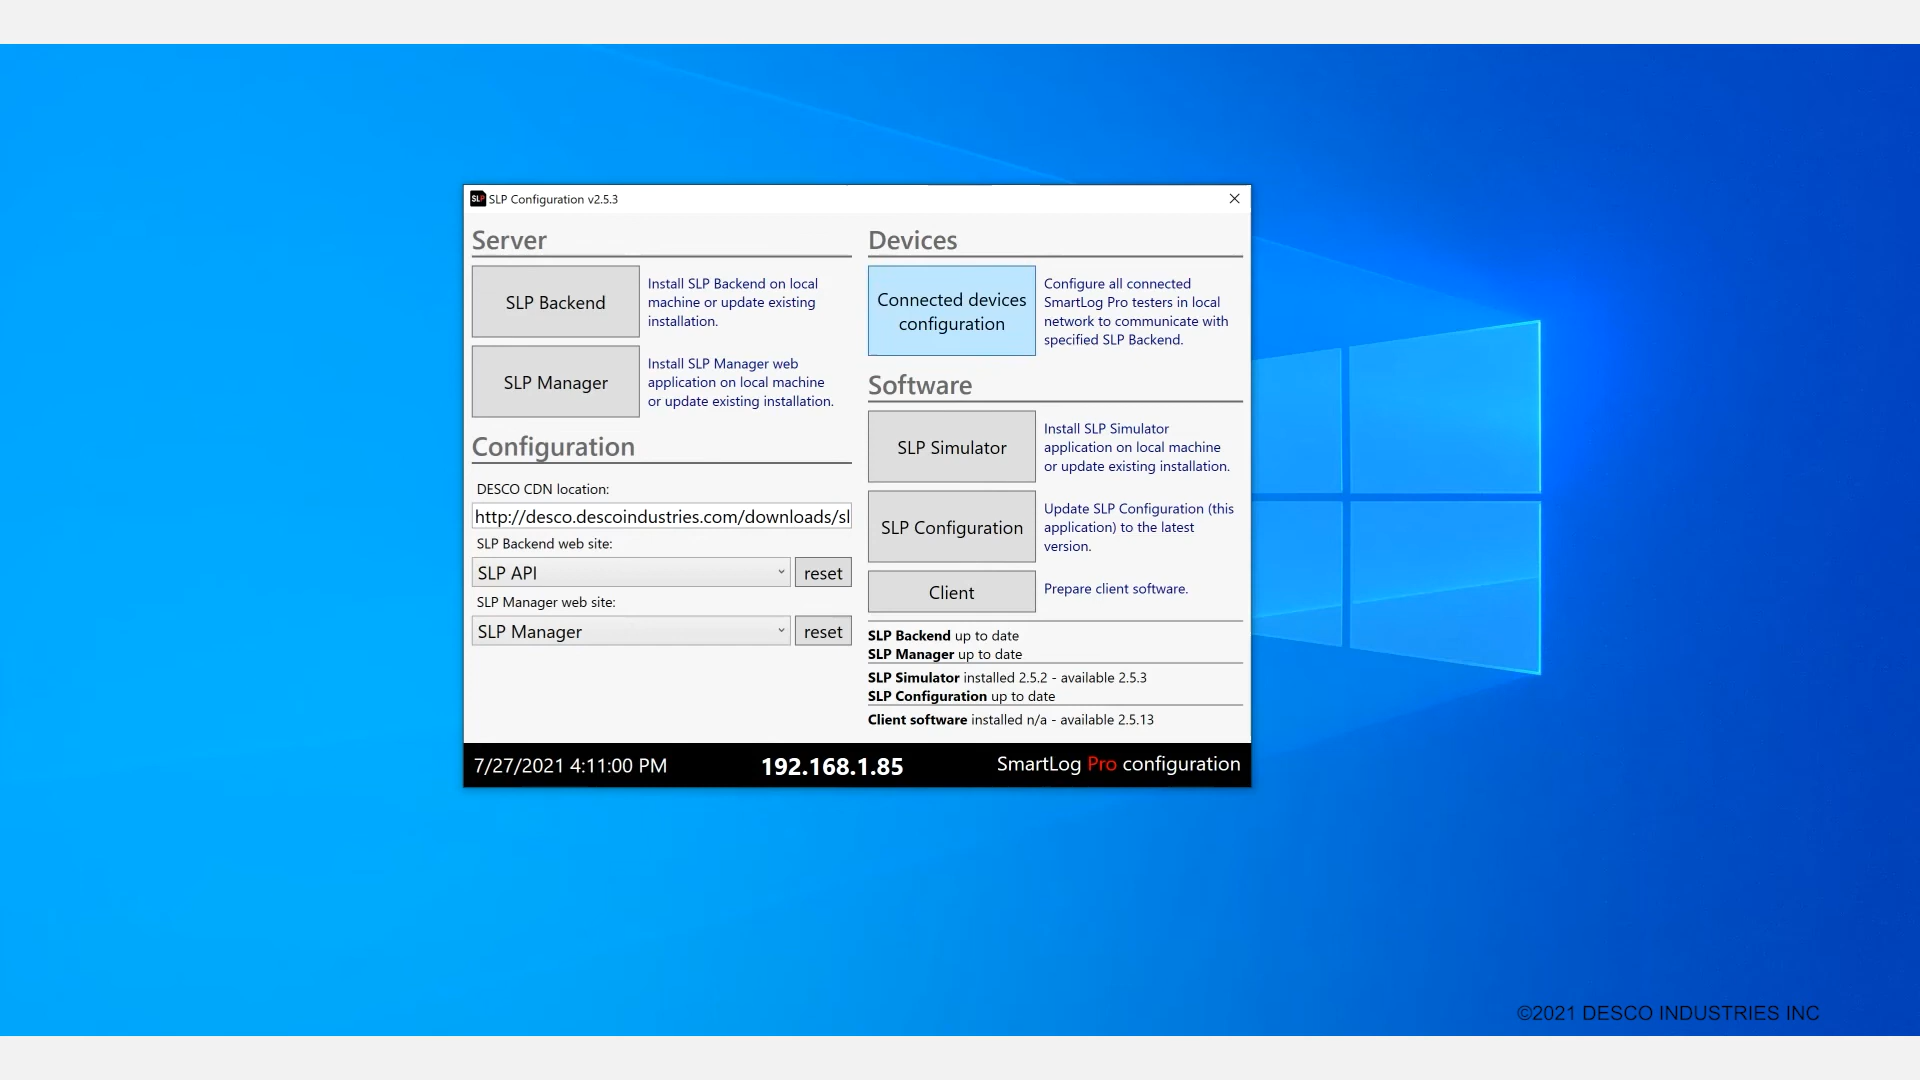 SLP SLP Configuration v2.5.3
Server
SLP Backend
Install SLP Backend on local
machine or update existing
installation.
SLP Manager
Install SLP Manager web
application on local machine
or update existing installation.
Configuration
DESCO CDN location:
http://desco.descoindustries.com/downloads/sl
SLP Backend web site:
SLP API
reset
SLP Manager web site:
SLP Manager
reset
Devices
Connected devices
configuration
Configure all connected
SmartLog Pro testers in local
network to communicate with
specified SLP Backend.
Software
SLP Simulator
Install SLP Simulator
application on local machine
or update existing installation.
SLP Configuration
Update SLP Configuration (this
application) to the latest
version.
Client
Prepare client software.
SLP Backend up to date
SLP Manager up to date
SLP Simulator installed 2.5.2 - available 2.5.3
SLP Configuration up to date
Client software installed n/a - available 2.5.13
7/27/2021 4:11:00 PM
192.168.1.85
SmartLog Pro configuration
©2021 DESCO INDUSTRIES INC